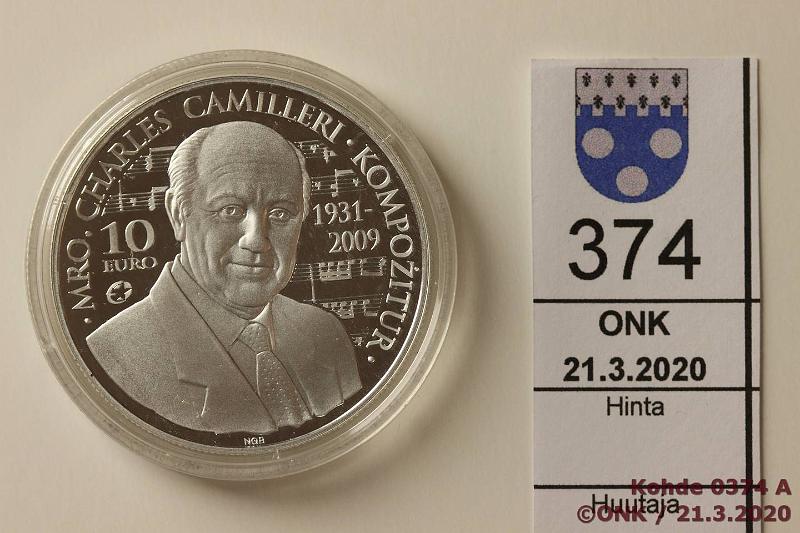 · MRO. CHARLES CAMILLERI · KOMPOŻITUR ·
10
EURO
1931-
2009
NGB
374
ONK
21.3.2020
Hinta
Huutaja
Kohde 0374 A
©ONK / 21.3.2020